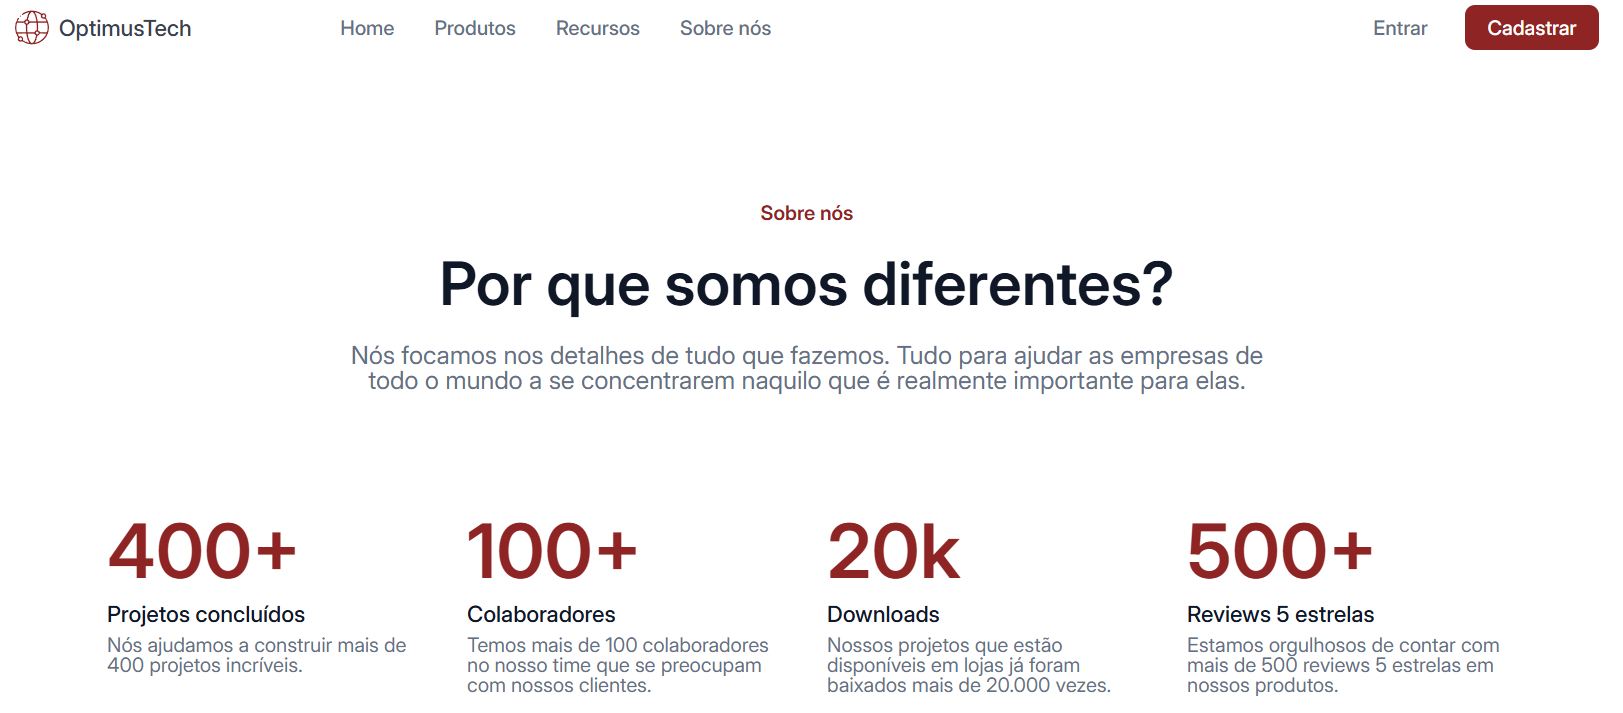 OptimusTech
Home
Produtos
Recursos
Sobre nós
Entrar
Cadastrar
Sobre nós
Por que somos diferentes?
Nós focamos nos detalhes de tudo que fazemos. Tudo para ajudar as empresas de
todo o mundo a se concentrarem naquilo que é realmente importante para elas.
400+
Projetos concluídos
Nós ajudamos a construir mais de
400 projetos incríveis.
100+
Colaboradores
Temos mais de 100 colaboradores
no nosso time que se preocupam
com nossos clientes.
20k
Downloads
Nossos projetos que estão
disponíveis em lojas já foram
baixados mais de 20.000 vezes.
500+
Reviews 5 estrelas
Estamos orgulhosos de contar com
mais de 500 reviews 5 estrelas em
nossos produtos.